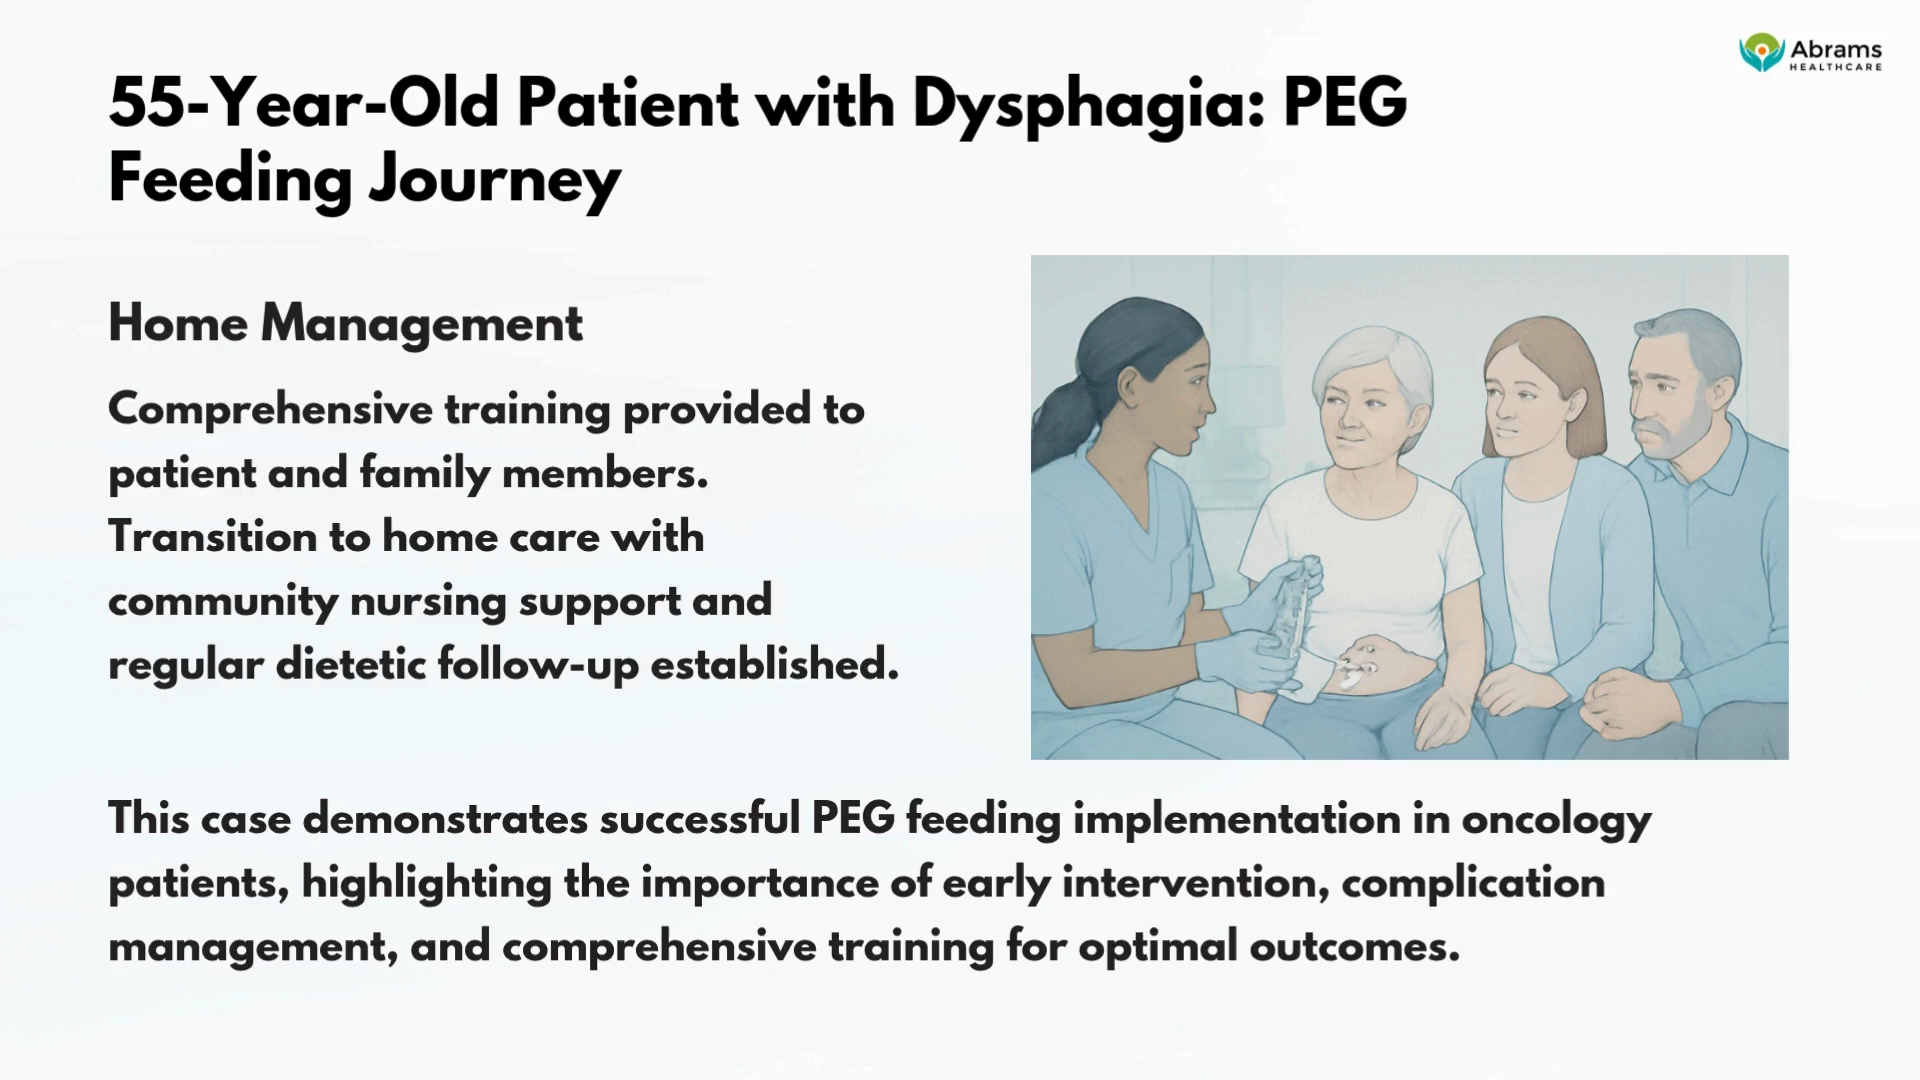 Abrams
HEALTHCARE
55-Year-Old Patient with Dysphagia: PEG
Feeding Journey
Home Management
Comprehensive training provided to
patient and family members.
Transition to home care with
community nursing support and
regular dietetic follow-up established.
This case demonstrates successful PEG feeding implementation in oncology
patients, highlighting the importance of early intervention, complication
management, and comprehensive training for optimal outcomes.